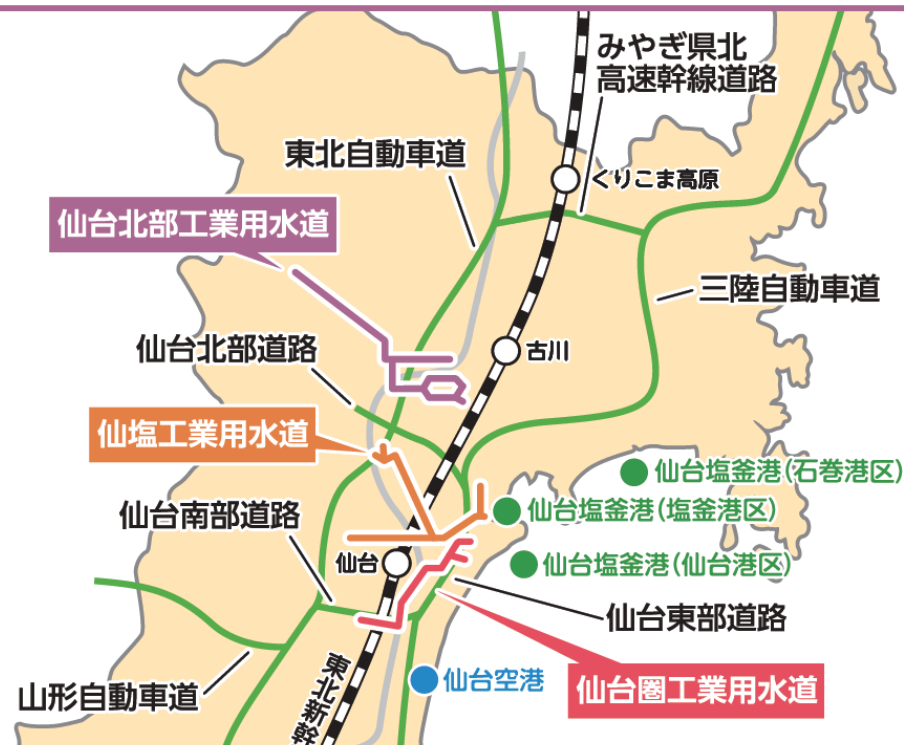 みやぎ県北
高速幹線道路
東北自動車道
くりこま高原
仙台北部工業用水道
三陸自動車道
仙台北部道路
古川
仙塩工業用水道
仙台塩釜港(石巻港区)
仙台塩釜港(塩釜港区)
仙台南部道路
仙台
仙台塩釜港(仙台港区)
仙台東部道路
山形自動車道
仙台空港
仙台圏工業用水道
東北新幹